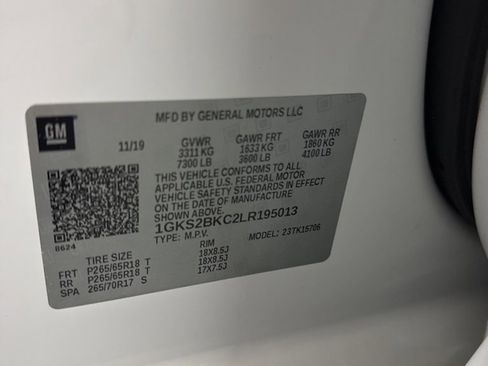 GM
MFD BY GENERAL MOTORS LLC
11/19 GVWR GAWR FRT GAWR RR
3311 KG 1633 KG 1860 KG
7300 LB 3600 LB 4100 LB
THIS VEHICLE CONFORMS TO ALL
APPLICABLE U.S. FEDERAL MOTOR
VEHICLE SAFETY STANDARDS IN EFFECT
ON THE DATE OF MANUFACTURE SHOWN ABOVE.
1GKS2BKC2LR195013
8624 TYPE: M.P.V. MODEL: 23TK15706
TIRE SIZE RIM
FRT P265/65R18 T 18X8.5J
RR P265/65R18 T 18X8.5J
SPA 265/70R17 S 17X7.5J